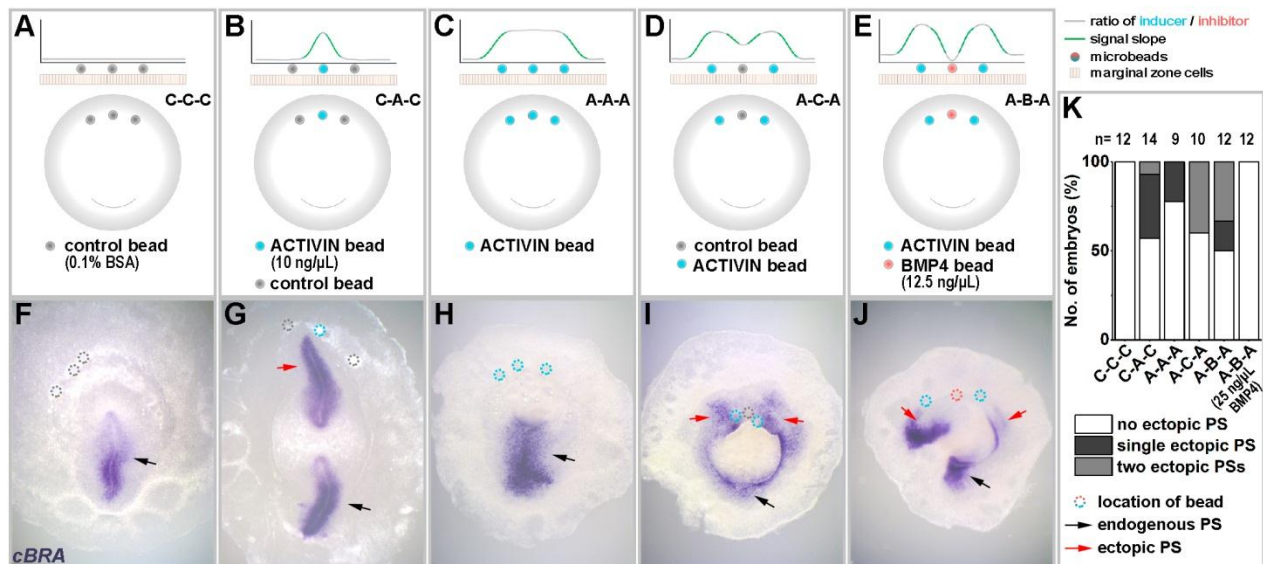 A
B
C
D
E
ratio of inducer / inhibitor
signal slope
microbeads
marginal zone cells
C-C-C
C-A-C
A-A-A
A-C-A
A-B-A
control bead
(0.1% BSA)
ACTIVIN bead
(10 ng/µL)
control bead
ACTIVIN bead
control bead
ACTIVIN bead
ACTIVIN bead
BMP4 bead
(12.5 ng/µL)
F
cBRA
G
H
I
J
K
n= 12 14 9 10 12 12
No. of embryos (%)
100
50
0
C-C-C
C-A-C
A-A-A
A-C-A
A-B-A
A-B-A
(25 ng/µL
BMP4)
no ectopic PS
single ectopic PS
two ectopic PSs
location of bead
endogenous PS
ectopic PS